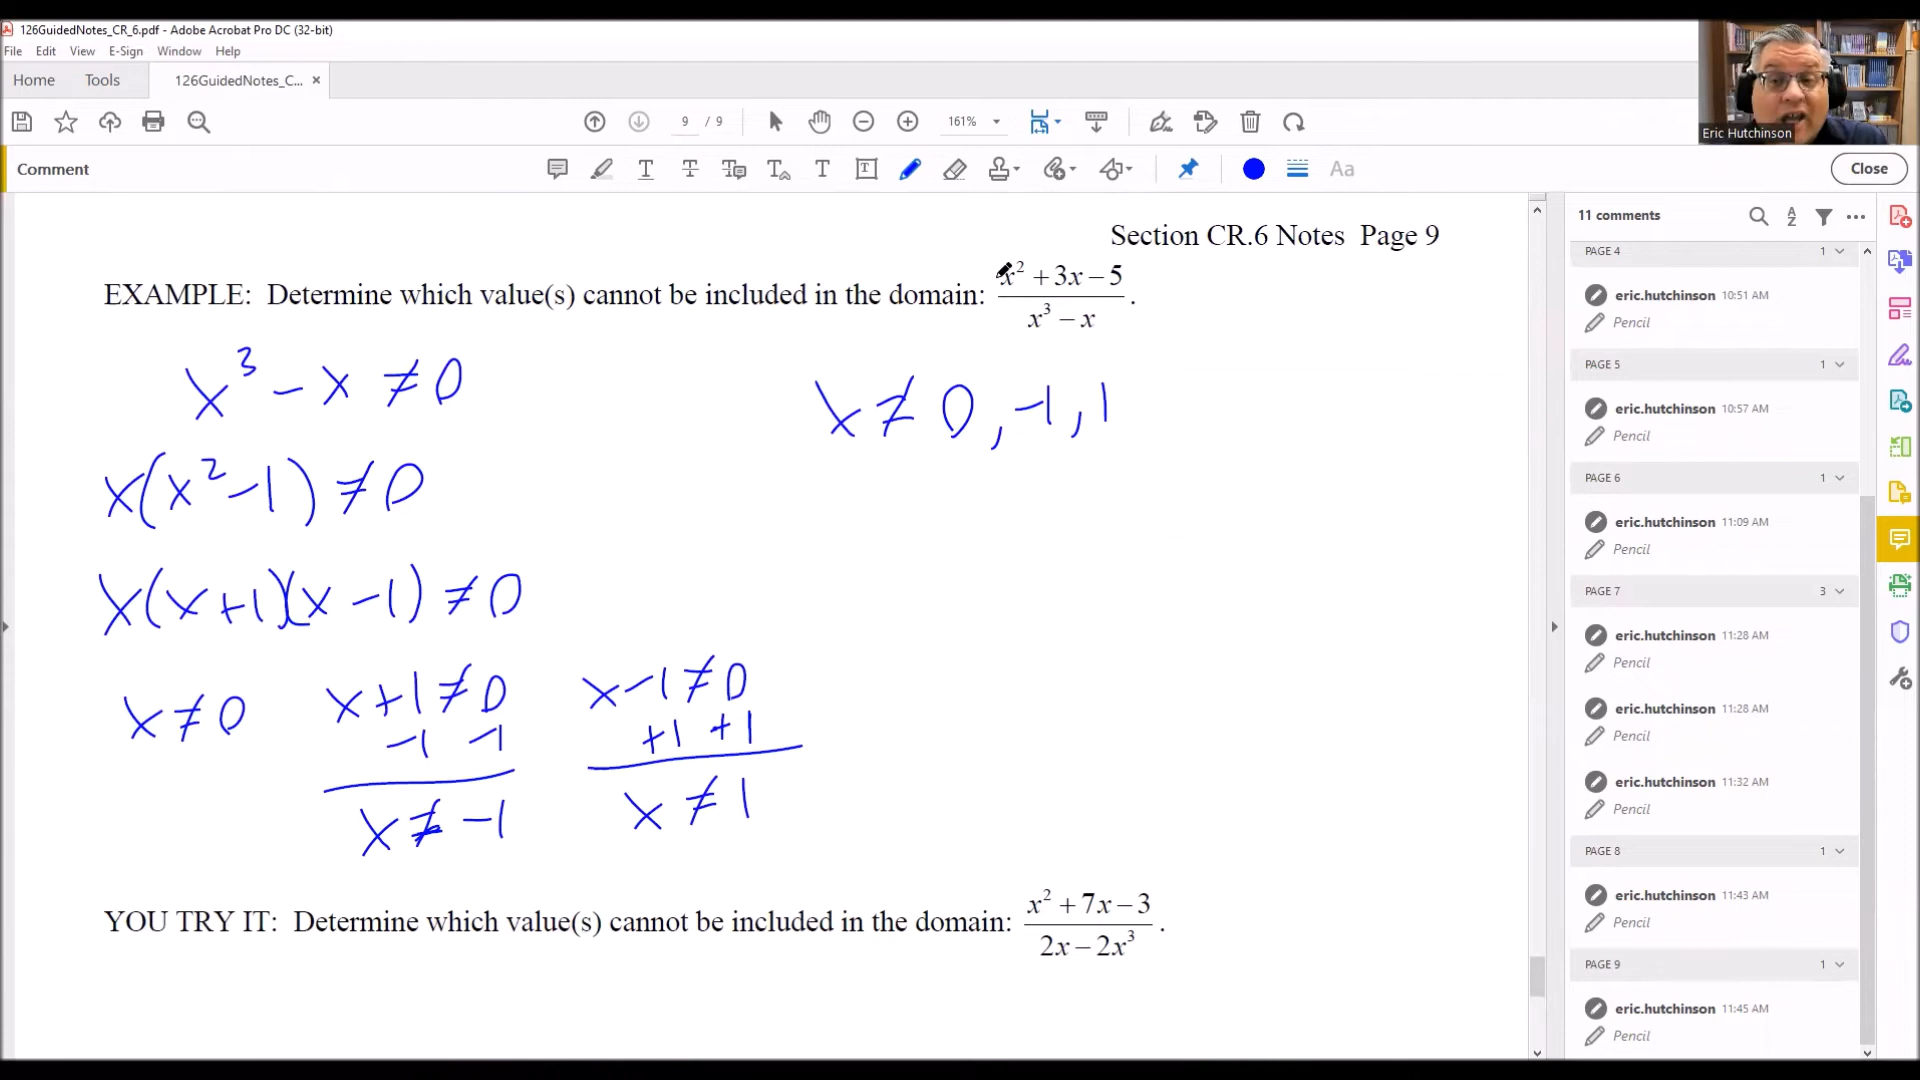 126GuidedNotes_CR_6.pdf - Adobe Acrobat Pro DC (32-bit)
File Edit View E-Sign Window Help
Home Tools 126GuidedNotes_C... ×
9 / 9 161%
Eric Hutchinson
Comment Aa Close
Section CR.6 Notes Page 9
EXAMPLE: Determine which value(s) cannot be included in the domain: (x² + 3x − 5)/(x³ − x).
x³ − x ≠ 0
x ≠ 0, −1, 1
x(x² − 1) ≠ 0
x(x+1)(x − 1) ≠ 0
x ≠ 0 x+1 ≠ 0 x−1 ≠ 0
−1 −1 +1 +1
x ≠ −1 x ≠ 1
YOU TRY IT: Determine which value(s) cannot be included in the domain: (x² + 7x − 3)/(2x − 2x³).
11 comments
PAGE 4 1
eric.hutchinson 10:51 AM
Pencil
PAGE 5 1
eric.hutchinson 10:57 AM
Pencil
PAGE 6 1
eric.hutchinson 11:09 AM
Pencil
PAGE 7 3
eric.hutchinson 11:28 AM
Pencil
eric.hutchinson 11:28 AM
Pencil
eric.hutchinson 11:32 AM
Pencil
PAGE 8 1
eric.hutchinson 11:43 AM
Pencil
PAGE 9 1
eric.hutchinson 11:45 AM
Pencil